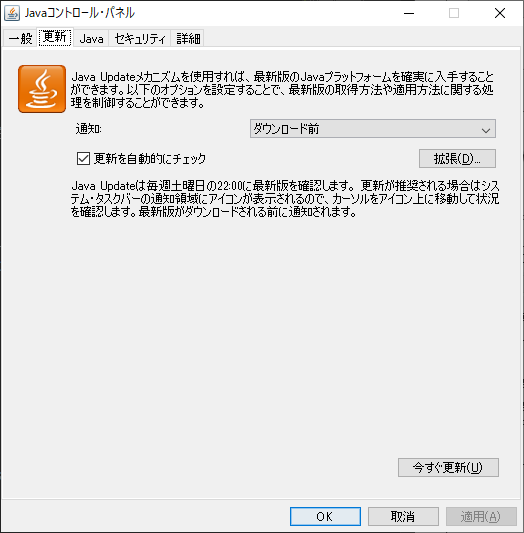 Javaコントロール・パネル
一般 更新 Java セキュリティ 詳細
Java Updateメカニズムを使用すれば、最新版のJavaプラットフォームを確実に入手すること
ができます。以下のオプションを設定することで、最新版の取得方法や適用方法に関する処
理を制御することができます。
通知: ダウンロード前
更新を自動的にチェック 拡張(D)...
Java Updateは毎週土曜日の22:00に最新版を確認します。 更新が推奨される場合はシス
テム・タスクバーの通知領域にアイコンが表示されるので、カーソルをアイコン上に移動して状況
を確認します。最新版がダウンロードされる前に通知されます。
今すぐ更新(U)
OK 取消 適用(A)